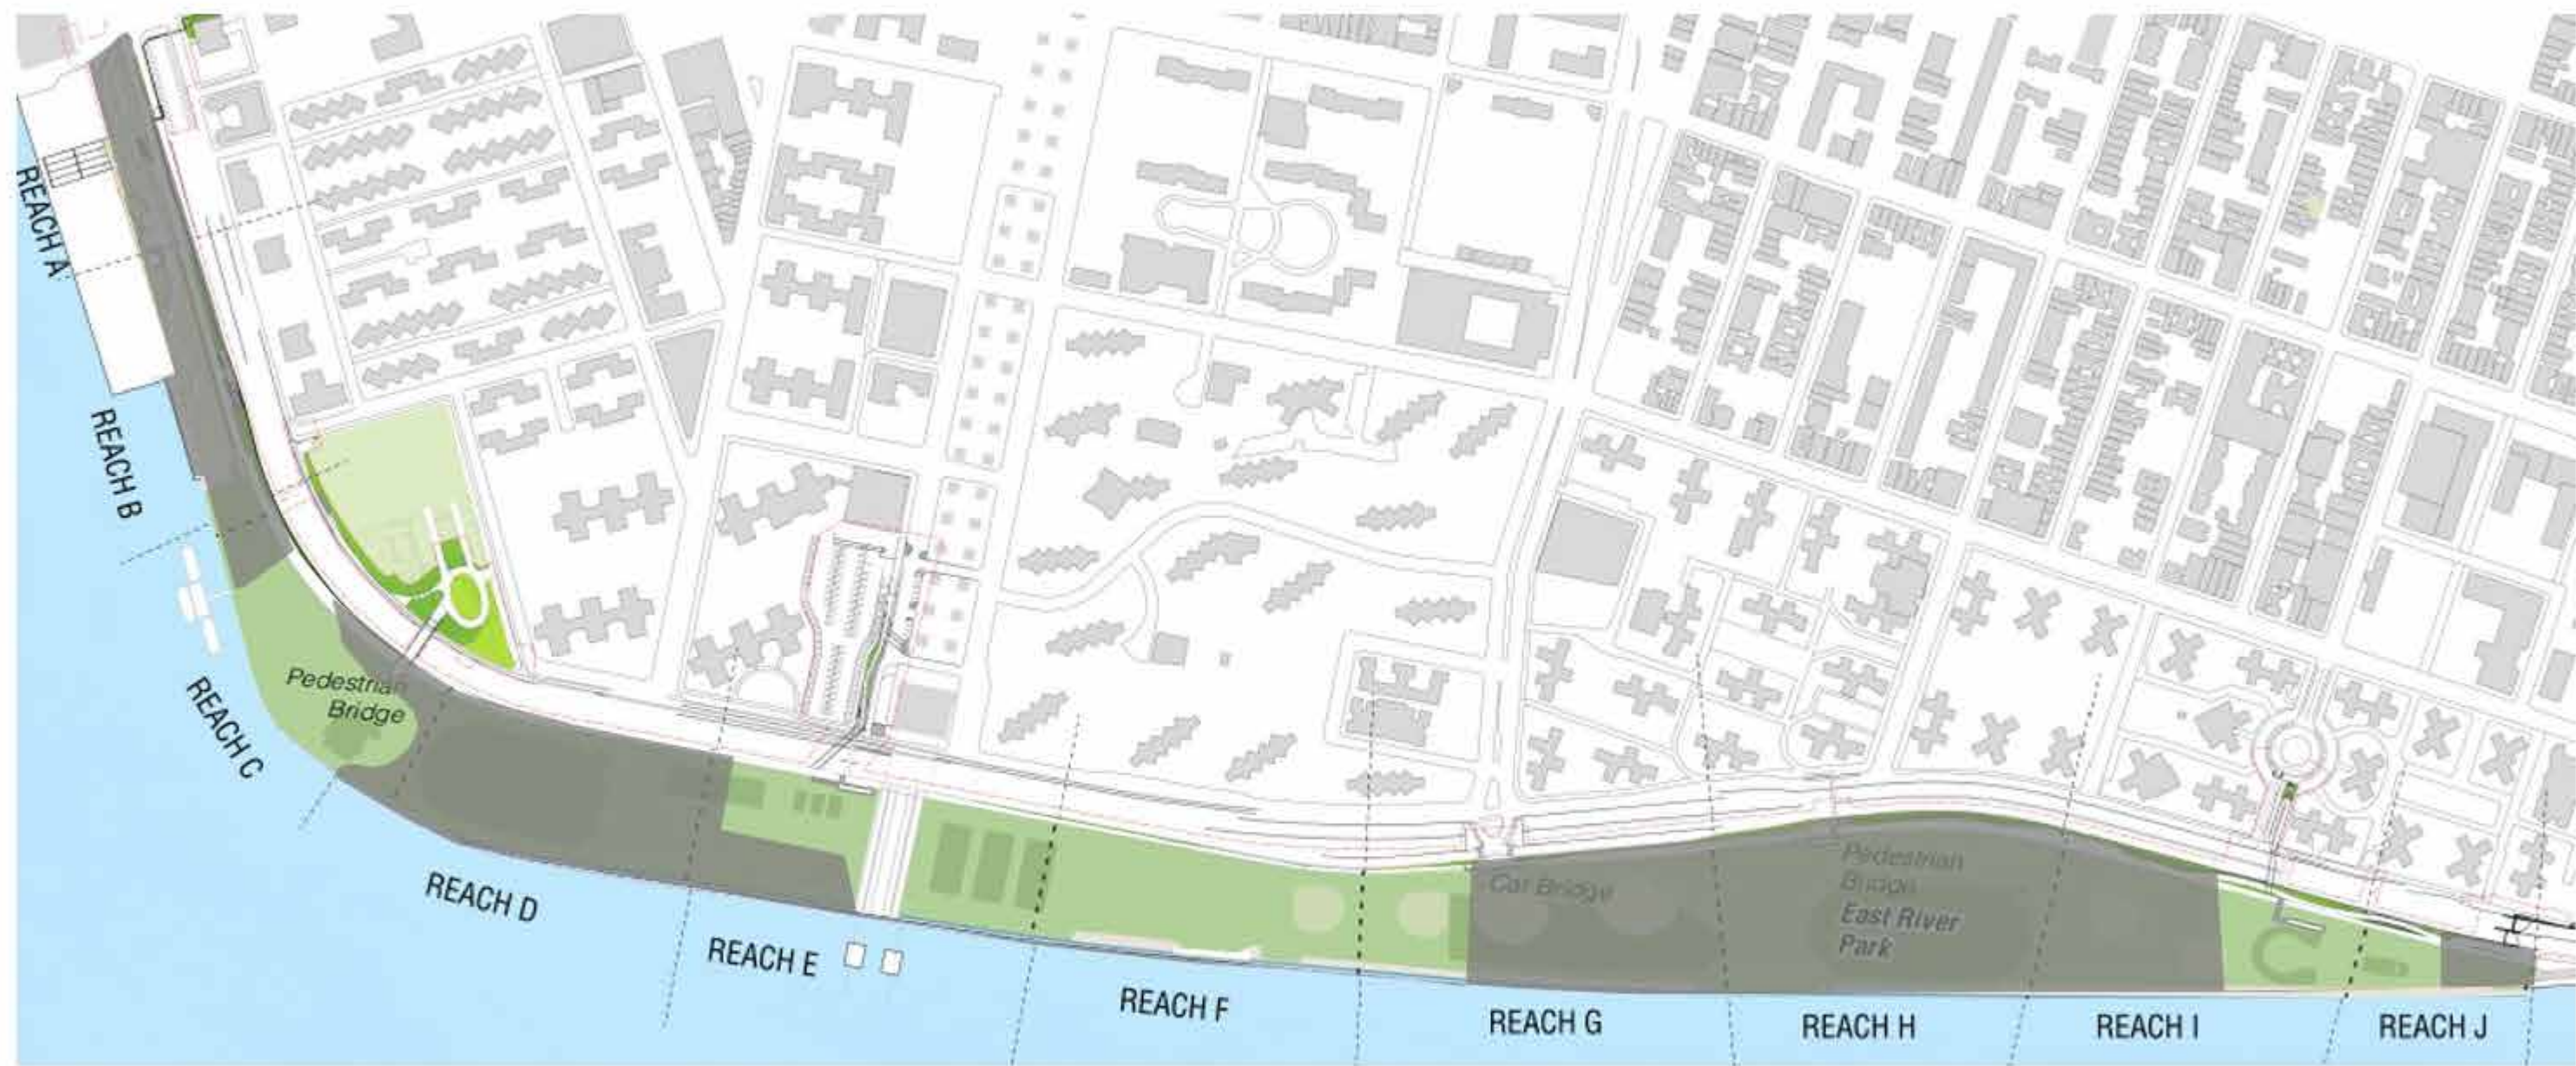 REACH A
REACH B
REACH C
Pedestrian
Bridge
REACH D
REACH E
REACH F
Car Bridge
REACH G
Pedestrian
Bridge
East River
Park
REACH H
REACH I
REACH J